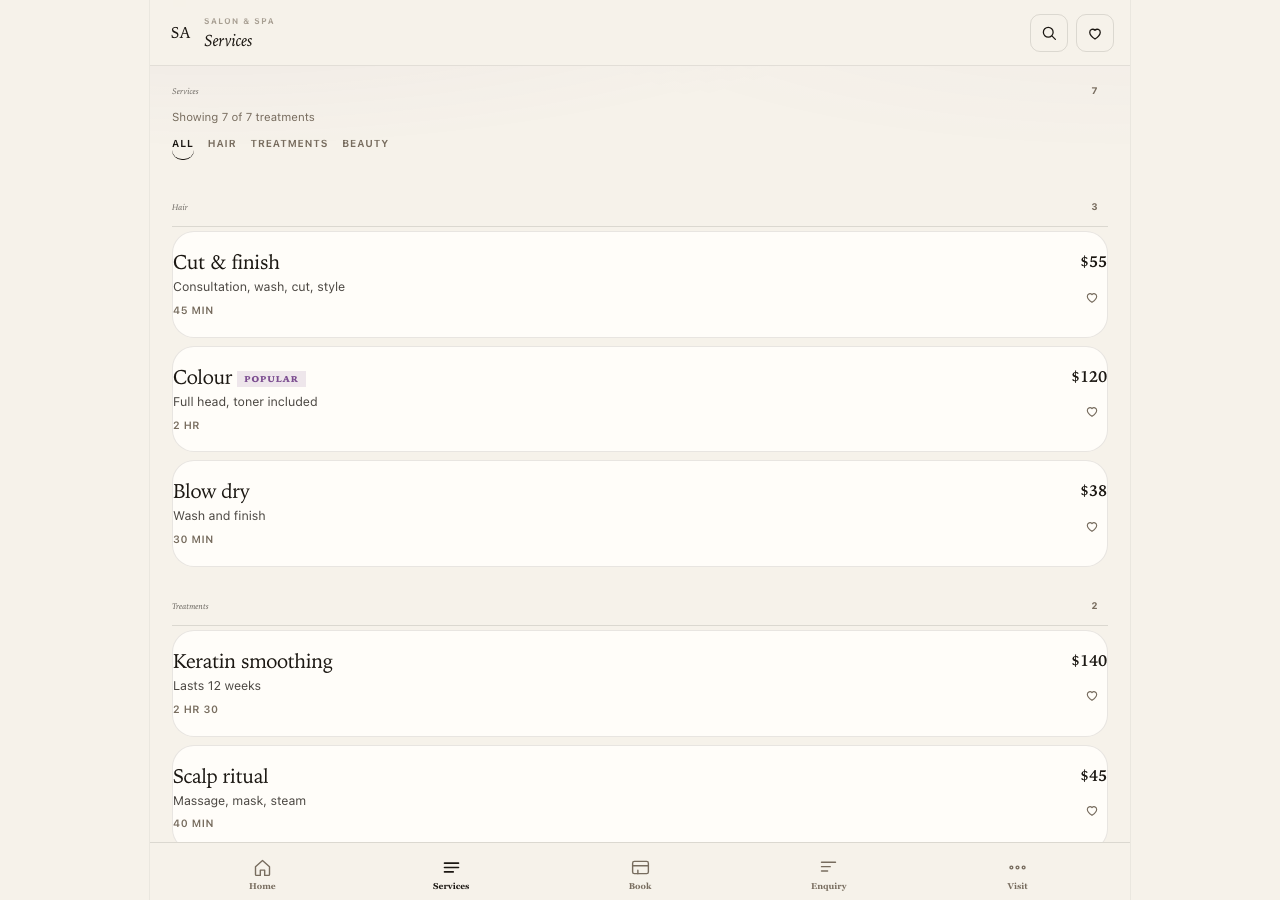 SA
SALON & SPA
Services
Services
7
Showing 7 of 7 treatments
ALL HAIR TREATMENTS BEAUTY
Hair
3
Cut & finish
$55
Consultation, wash, cut, style
45 MIN
Colour POPULAR
$120
Full head, toner included
2 HR
Blow dry
$38
Wash and finish
30 MIN
Treatments
2
Keratin smoothing
$140
Lasts 12 weeks
2 HR 30
Scalp ritual
$45
Massage, mask, steam
40 MIN
Home Services Book Enquiry Visit